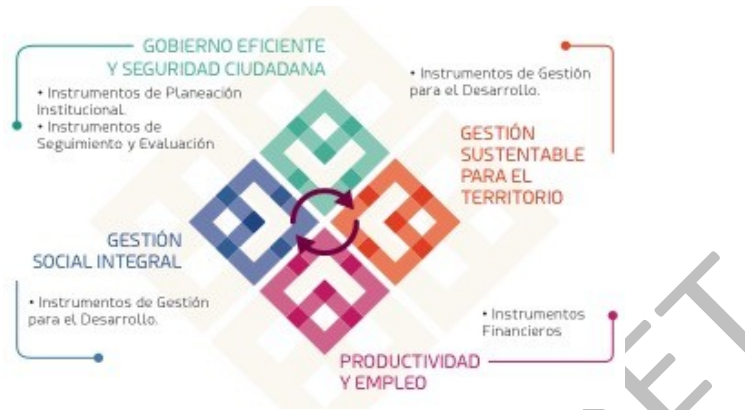 GOBIERNO EFICIENTE
Y SEGURIDAD CIUDADANA
• Instrumentos de Planeación
Institucional.
• Instrumentos de
Seguimiento y Evaluación
• Instrumentos de Gestión
para el Desarrollo.
GESTIÓN
SUSTENTABLE
PARA EL
TERRITORIO
GESTIÓN
SOCIAL INTEGRAL
• Instrumentos de Gestión
para el Desarrollo.
• Instrumentos
Financieros
PRODUCTIVIDAD
Y EMPLEO
ET